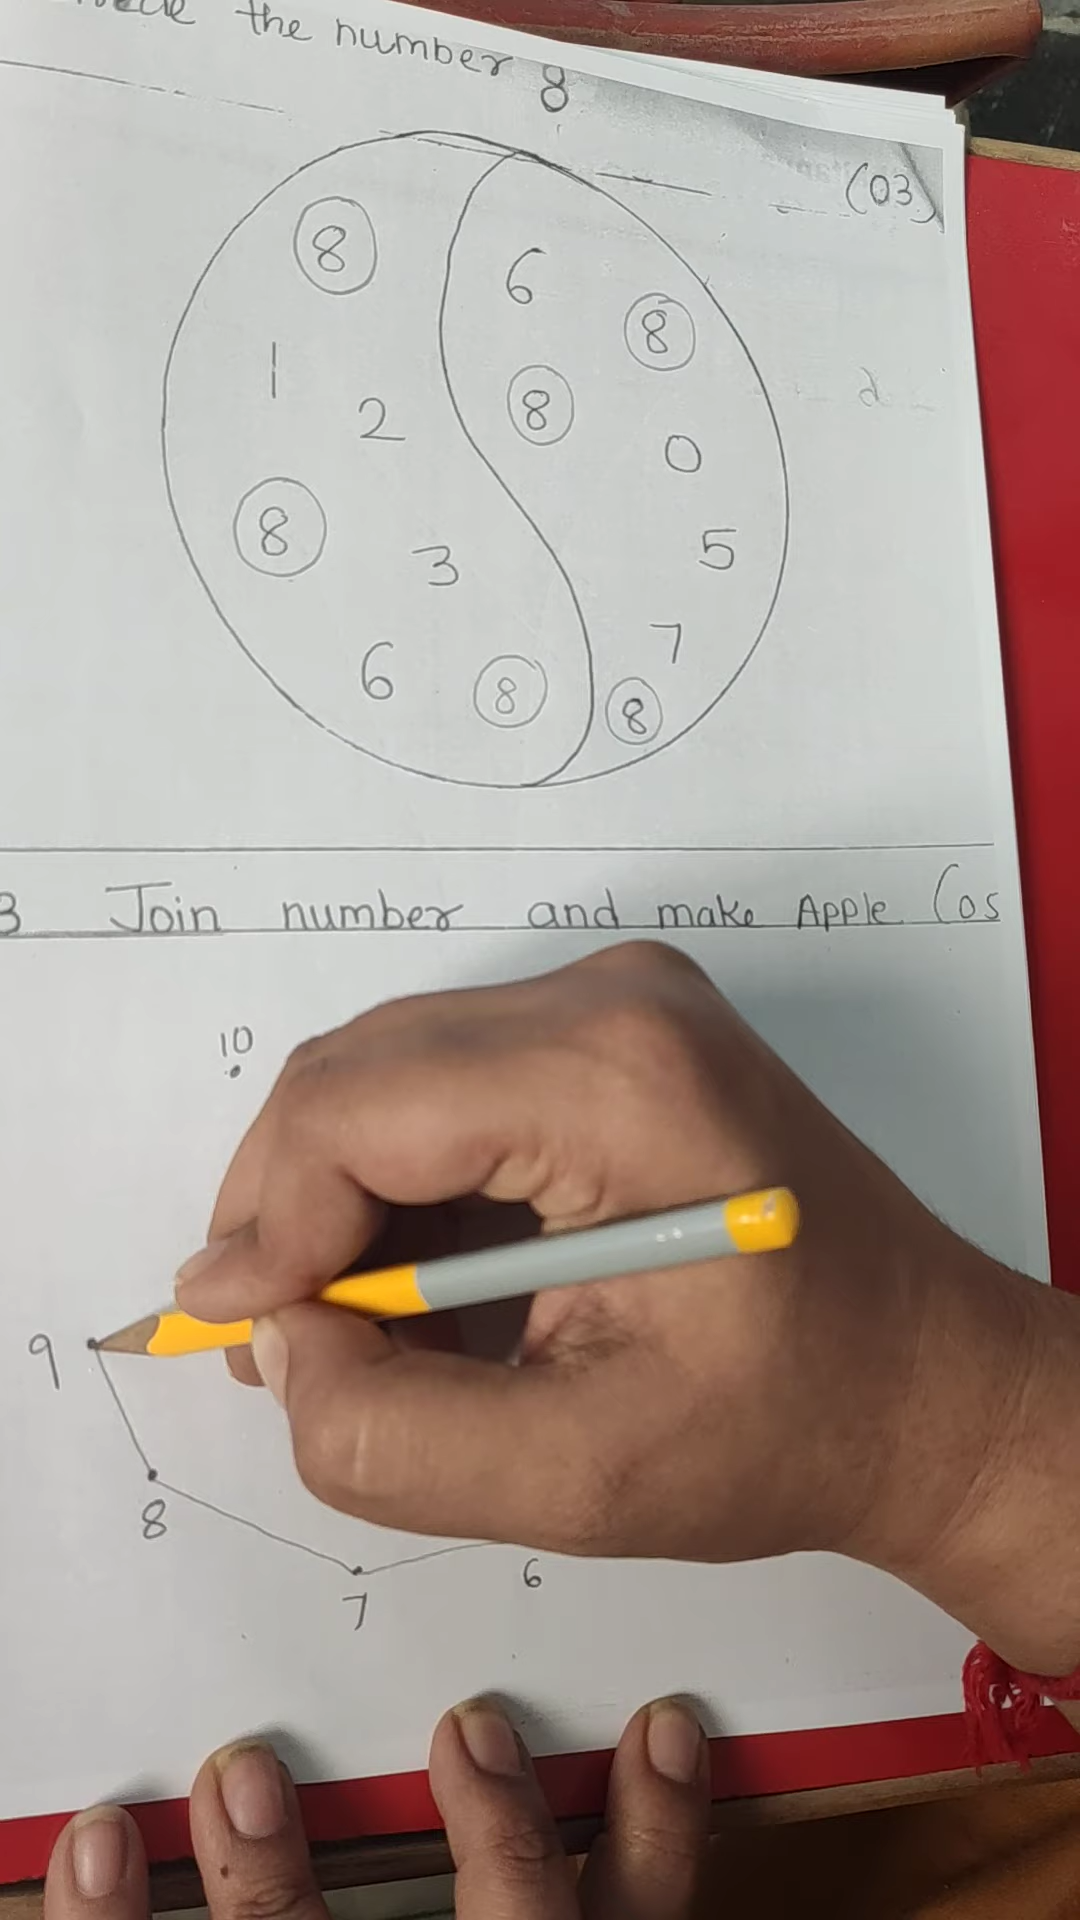 the number 8
(03)
8 6
8
1 8
2 0
8 3 5
7
6 8 8
3 Join number and make Apple (05
10
9
8
6
7